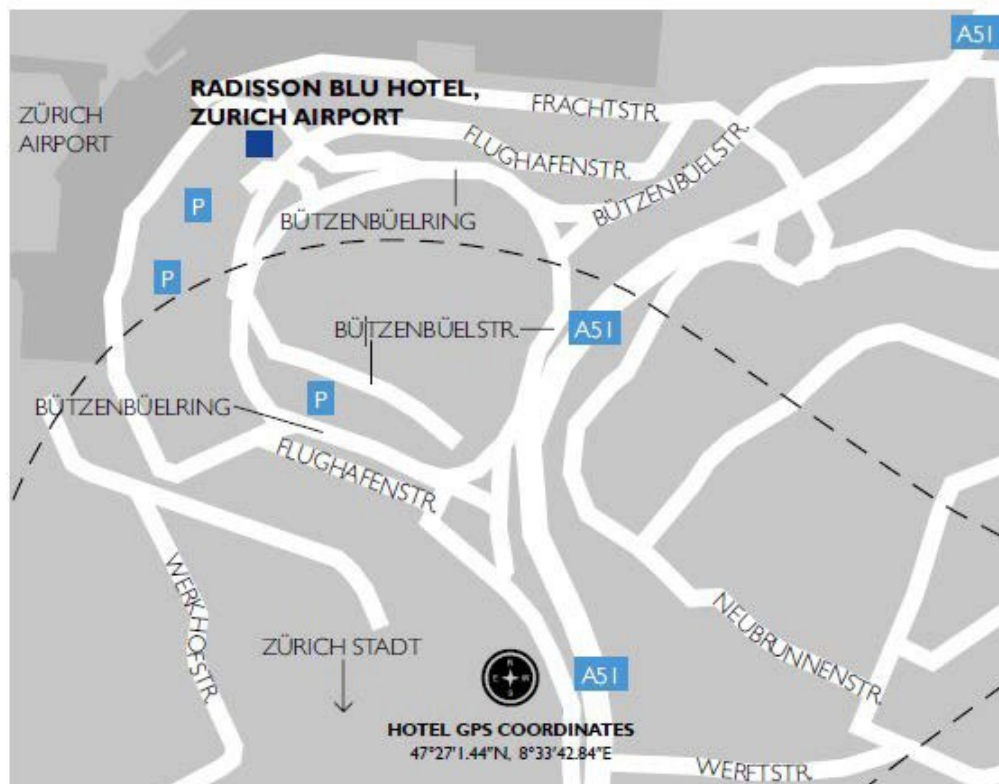 A51
RADISSON BLU HOTEL,
ZURICH AIRPORT
ZÜRICH
AIRPORT
FRACHTSTR.
FLUGHAFENSTR.
BÜTZENBÜELSTR.
P
BÜTZENBÜELRING
P
BÜTZENBÜELSTR.
A51
P
BÜTZENBÜELRING
FLUGHAFENSTR.
WERKHOFSTR.
NEUBRUNNENSTR.
ZÜRICH STADT
N
E W
S
A51
HOTEL GPS COORDINATES
47°27'1.44"N, 8°33'42.84"E
WERFTSTR.